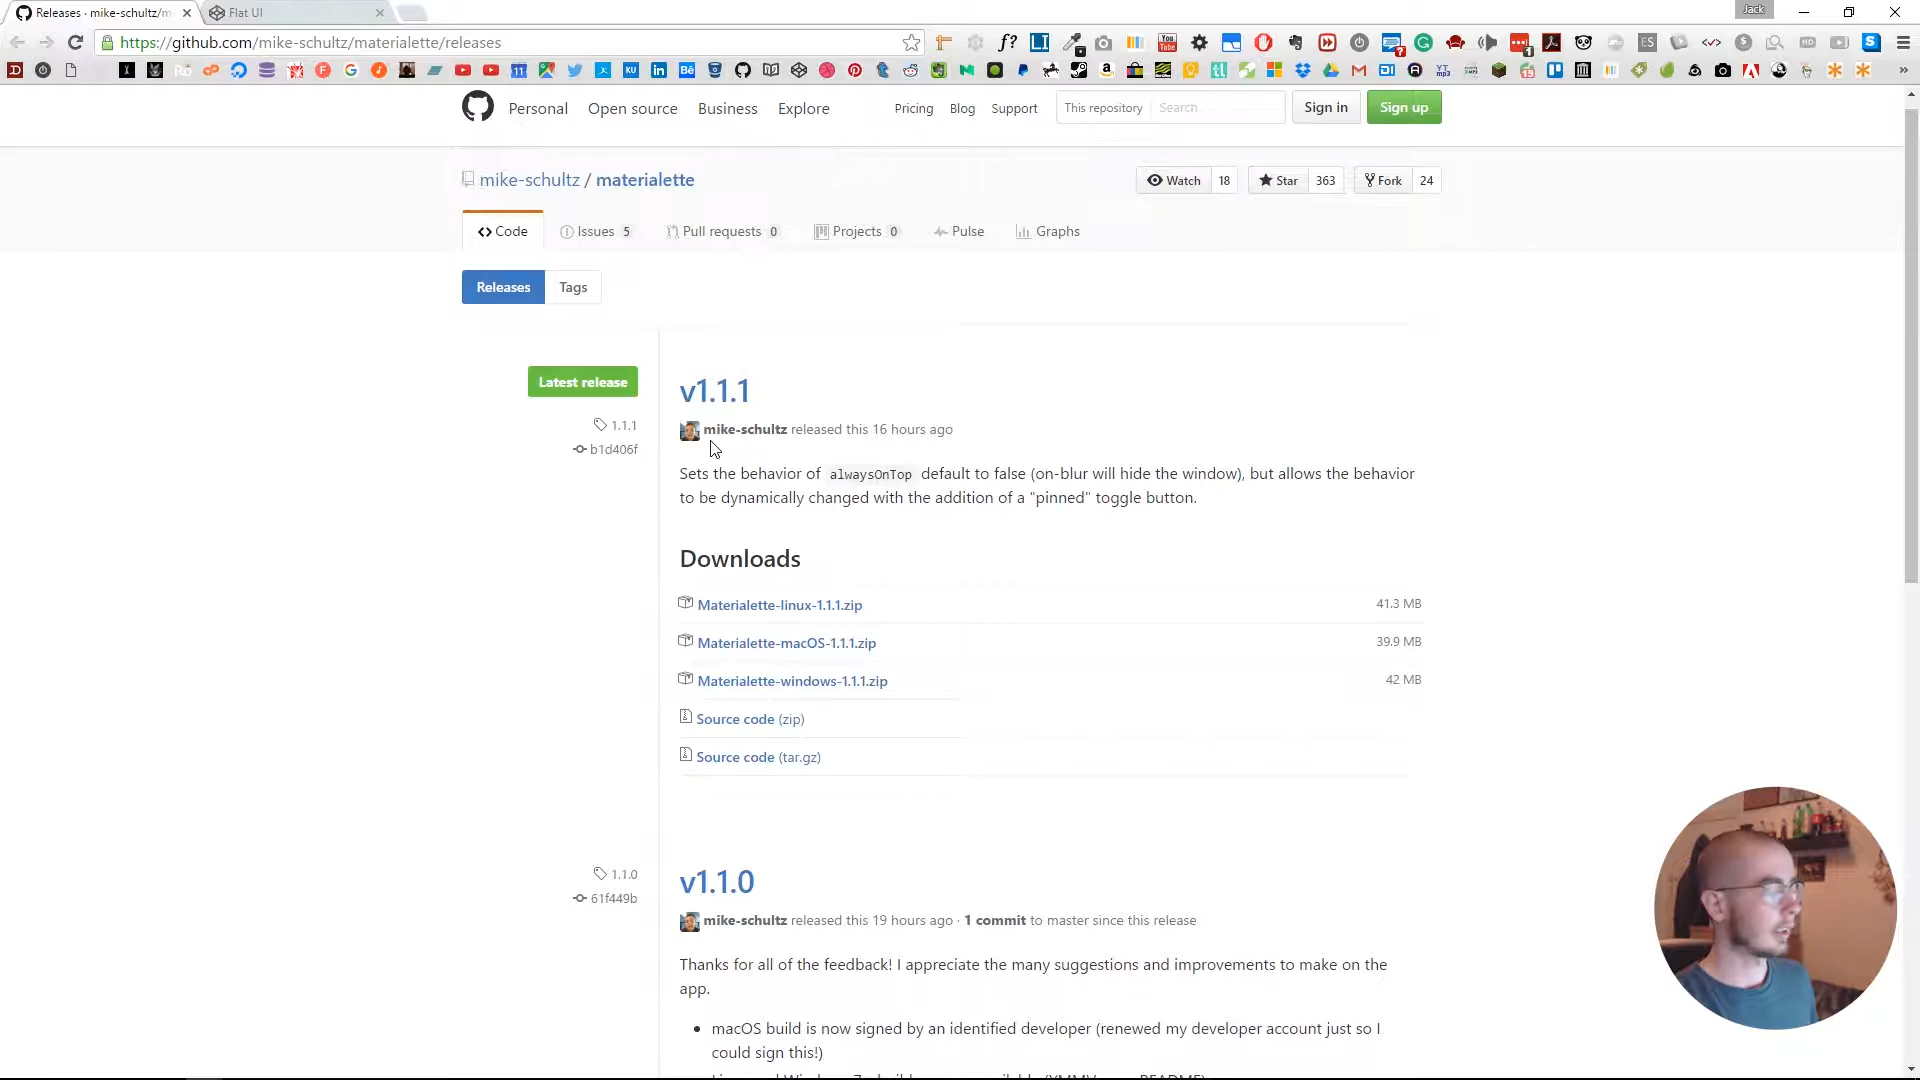 Releases · mike-schultz/m
Flat UI
Jack
https://github.com/mike-schultz/materialette/releases
Personal
Open source
Business
Explore
Pricing
Blog
Support
This repository
Search
Sign in
Sign up
mike-schultz / materialette
Watch 18
Star 363
Fork 24
Code
Issues 5
Pull requests 0
Projects 0
Pulse
Graphs
Releases
Tags
Latest release
1.1.1
b1d406f
v1.1.1
mike-schultz released this 16 hours ago
Sets the behavior of alwaysOnTop default to false (on-blur will hide the window), but allows the behavior
to be dynamically changed with the addition of a "pinned" toggle button.
Downloads
Materialette-linux-1.1.1.zip 41.3 MB
Materialette-macOS-1.1.1.zip 39.9 MB
Materialette-windows-1.1.1.zip 42 MB
Source code (zip)
Source code (tar.gz)
1.1.0
61f449b
v1.1.0
mike-schultz released this 19 hours ago · 1 commit to master since this release
Thanks for all of the feedback! I appreciate the many suggestions and improvements to make on the
app.
• macOS build is now signed by an identified developer (renewed my developer account just so I
could sign this!)